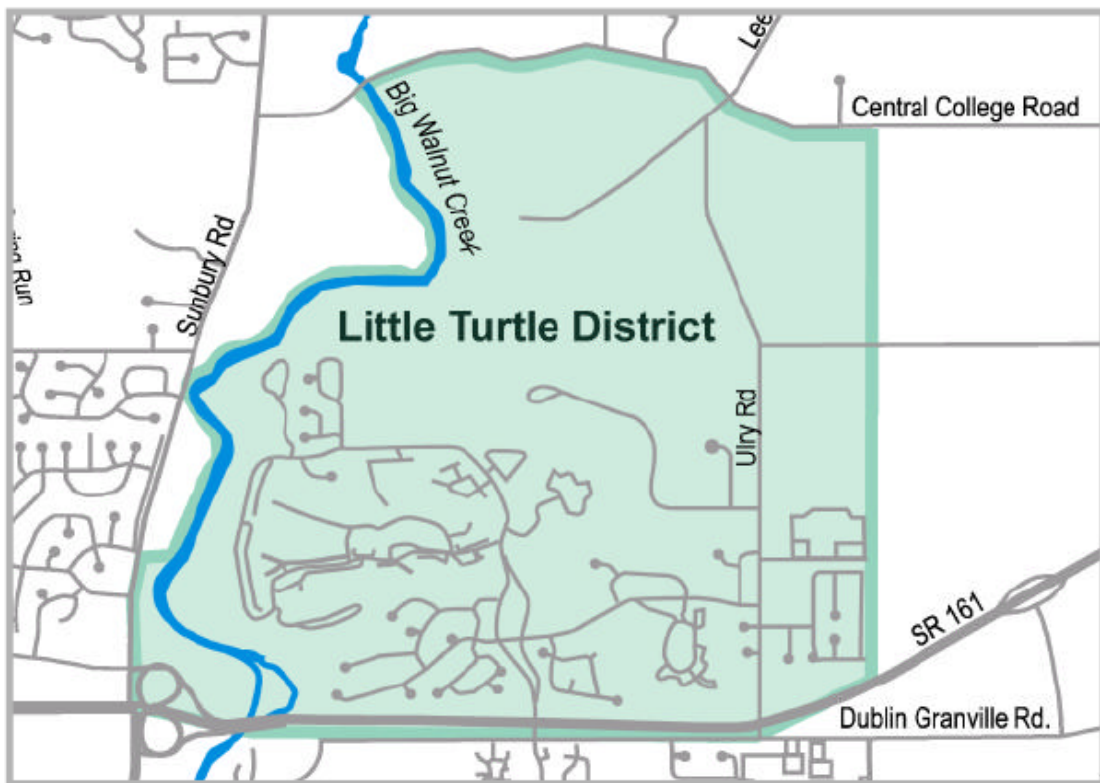 Lee
Central College Road
Big Walnut Creek
Sunbury Rd
Run
Little Turtle District
Ulry Rd
SR 161
Dublin Granville Rd.